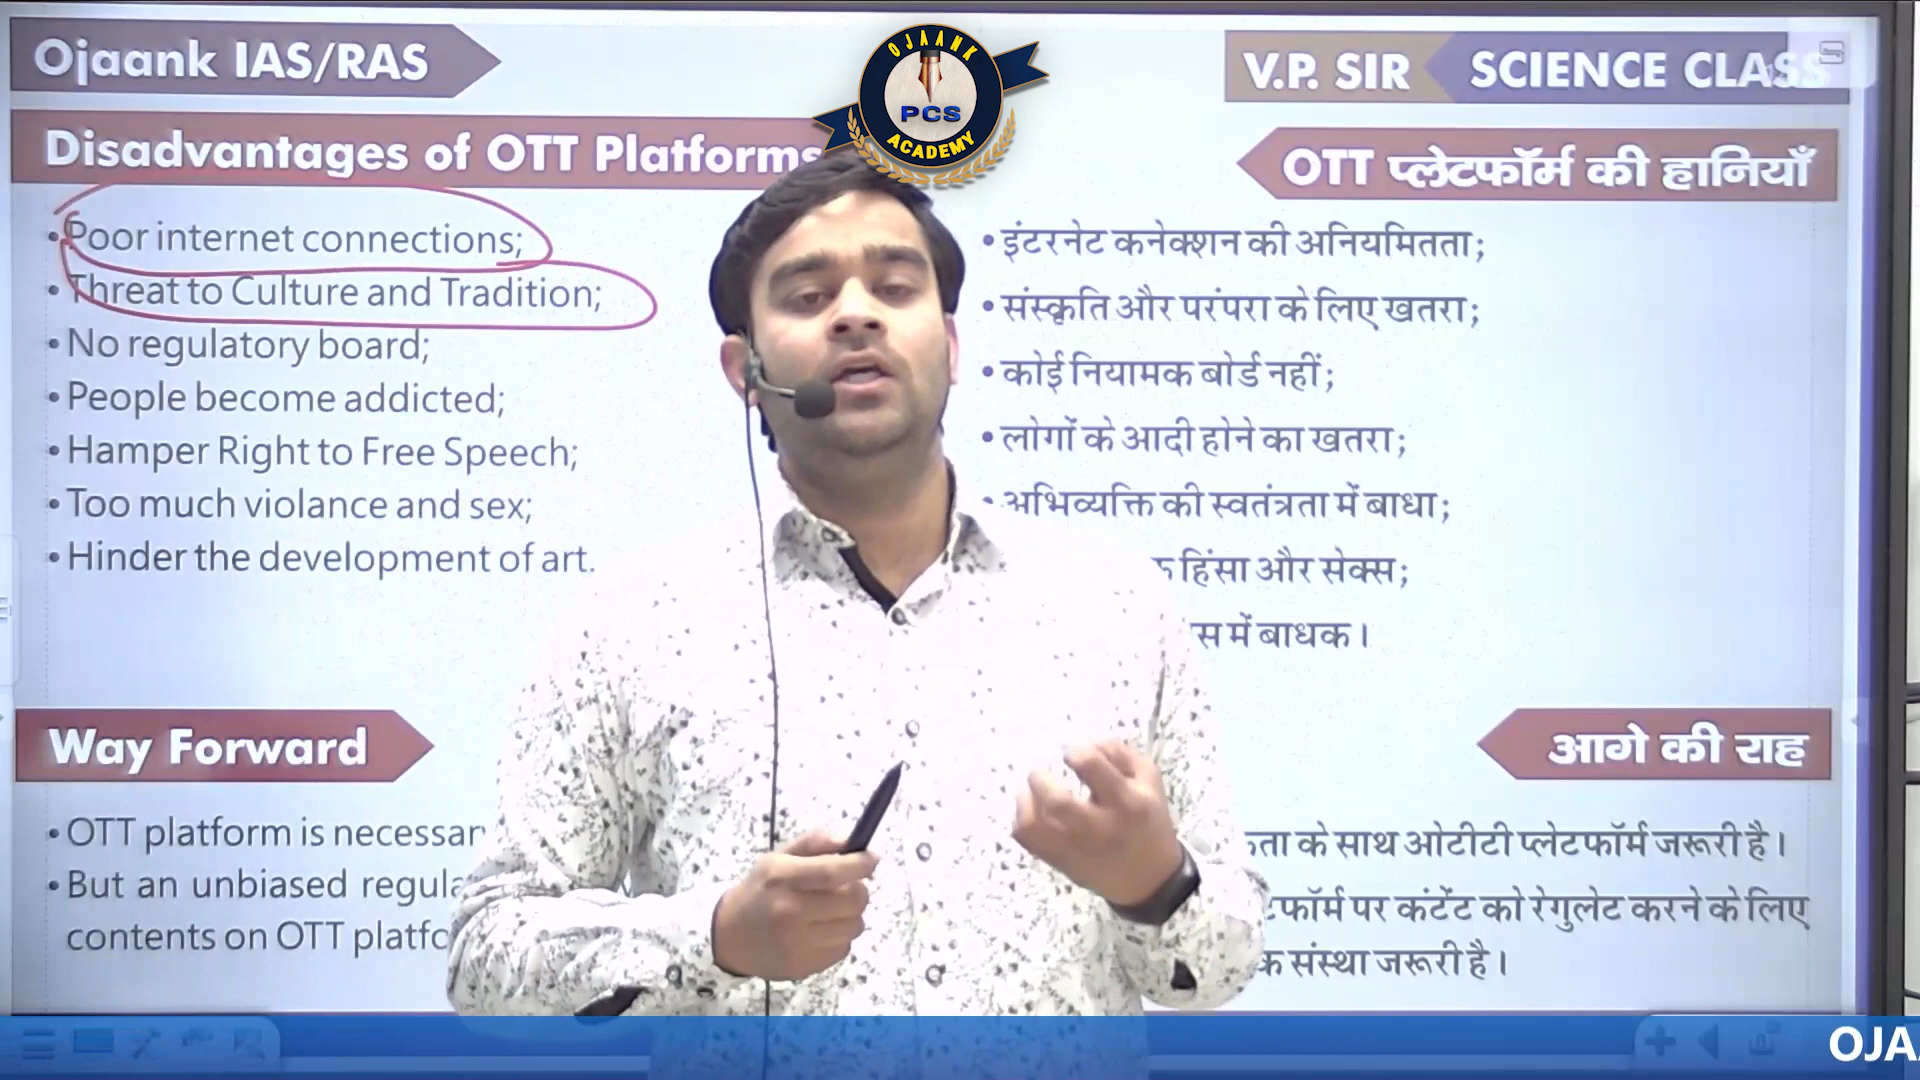 Ojaank IAS/RAS
OJAANK
PCS
ACADEMY
V.P. SIR
SCIENCE CLASS
Disadvantages of OTT Platforms
• Poor internet connections;
• Threat to Culture and Tradition;
• No regulatory board;
• People become addicted;
• Hamper Right to Free Speech;
• Too much violance and sex;
• Hinder the development of art.
OTT प्लेटफॉर्म की हानियाँ
• इंटरनेट कनेक्शन की अनियमितता;
• संस्कृति और परंपरा के लिए खतरा;
• कोई नियामक बोर्ड नहीं;
• लोगों के आदी होने का खतरा;
• अभिव्यक्ति की स्वतंत्रता में बाधा;
हिंसा और सेक्स;
में बाधक।
Way Forward
• OTT platform is
• But an unbiased
contents on OTT
आगे की राह
के साथ ओटीटी प्लेटफॉर्म जरूरी है।
पर कंटेंट को रेगुलेट करने के लिए
संस्था जरूरी है।